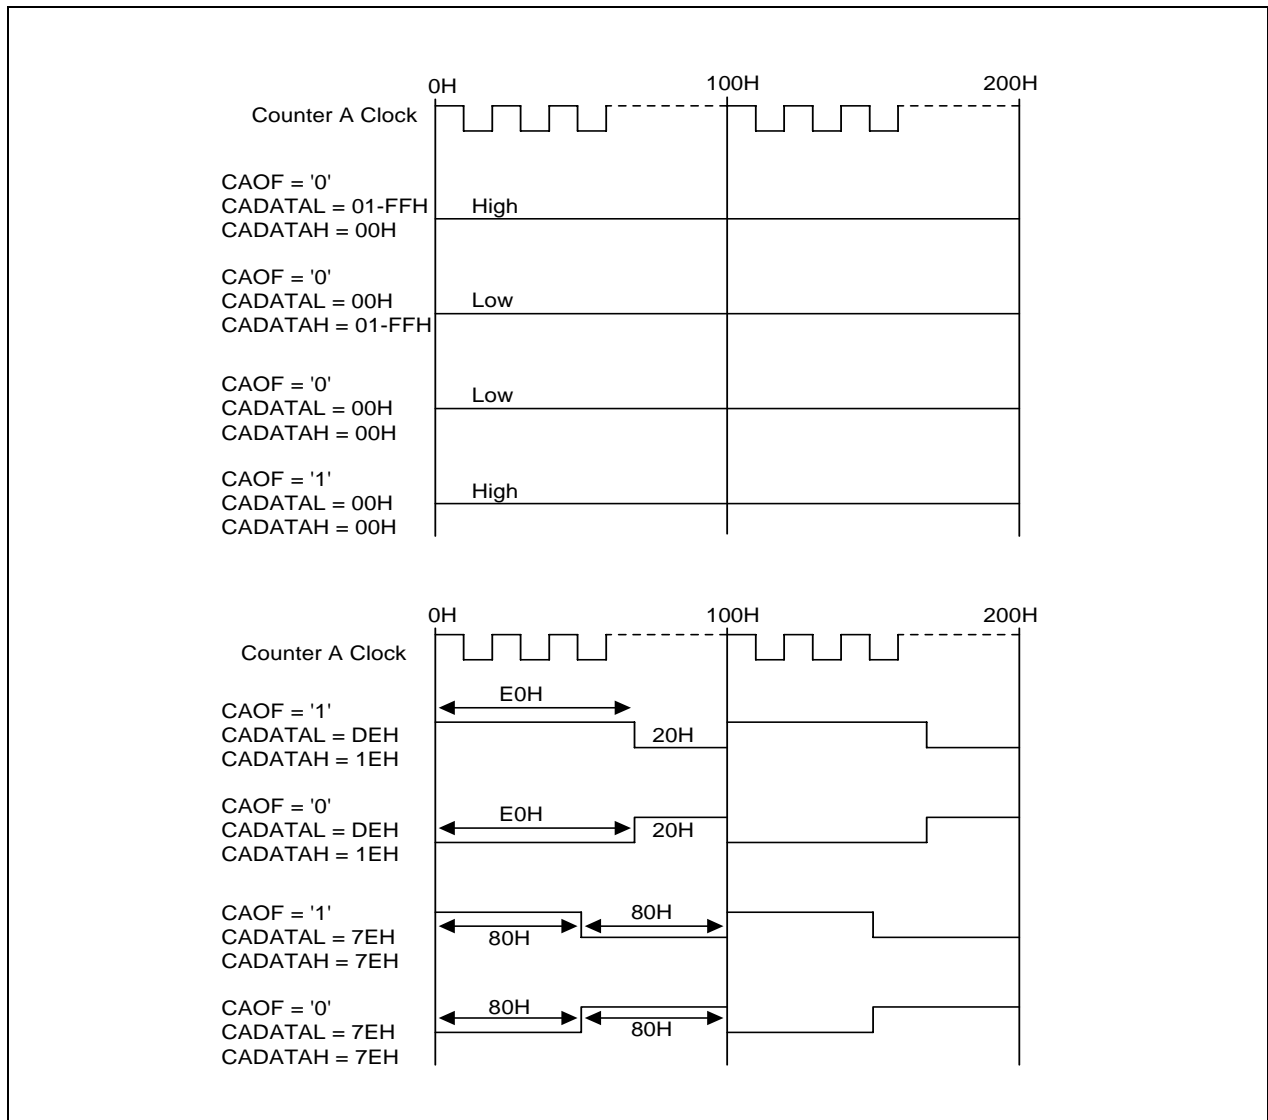 0H 100H 200H
Counter A Clock
CAOF = '0'
CADATAL = 01-FFH High
CADATAH = 00H
CAOF = '0'
CADATAL = 00H Low
CADATAH = 01-FFH
CAOF = '0'
CADATAL = 00H Low
CADATAH = 00H
CAOF = '1'
CADATAL = 00H High
CADATAH = 00H
0H 100H 200H
Counter A Clock
E0H
CAOF = '1'
CADATAL = DEH 20H
CADATAH = 1EH
CAOF = '0' E0H
CADATAL = DEH 20H
CADATAH = 1EH
CAOF = '1' 80H
CADATAL = 7EH 80H
CADATAH = 7EH
CAOF = '0' 80H
CADATAL = 7EH 80H
CADATAH = 7EH